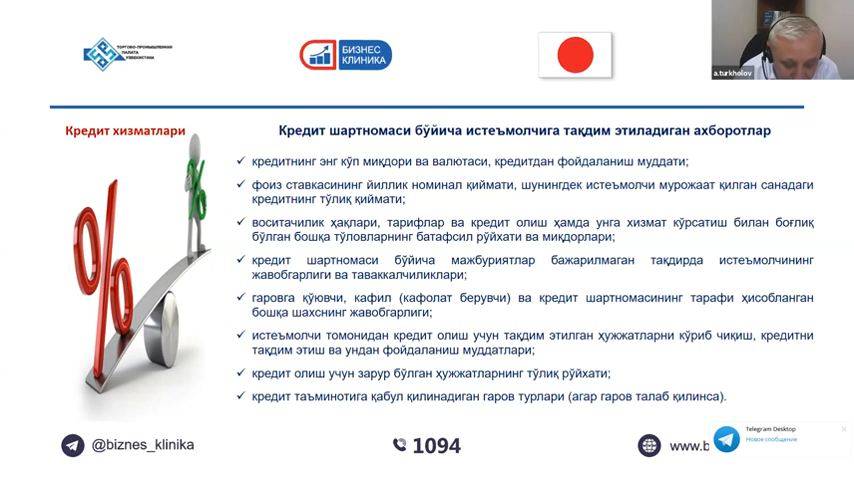 ТОРГОВО-ПРОМЫШЛЕННАЯ
ПАЛАТА
УЗБЕКИСТАНА
БИЗНЕС
КЛИНИКА
a.turkholov
Кредит хизматлари
Кредит шартномаси бўйича истеъмолчига тақдим этиладиган ахборотлар
✓ кредитнинг энг кўп миқдори ва валютаси, кредитдан фойдаланиш муддати;
✓ фоиз ставкасининг йиллик номинал қиймати, шунингдек истеъмолчи мурожаат қилган санадаги
кредитнинг тўлиқ қиймати;
✓ воситачилик ҳақлари, тарифлар ва кредит олиш ҳамда унга хизмат кўрсатиш билан боғлиқ
бўлган бошқа тўловларнинг батафсил рўйхати ва миқдорлари;
✓ кредит шартномаси бўйича мажбуриятлар бажарилмаган тақдирда истеъмолчининг
жавобгарлиги ва таваккалчиликлари;
✓ гаровга қўювчи, кафил (кафолат берувчи) ва кредит шартномасининг тарафи ҳисобланган
бошқа шахснинг жавобгарлиги;
✓ истеъмолчи томонидан кредит олиш учун тақдим этилган ҳужжатларни кўриб чиқиш, кредитни
тақдим этиш ва ундан фойдаланиш муддатлари;
✓ кредит олиш учун зарур бўлган ҳужжатларнинг тўлиқ рўйхати;
✓ кредит таъминотига қабул қилинадиган гаров турлари (агар гаров талаб қилинса).
@biznes_klinika
1094
www.b
Telegram Desktop
Новое сообщение